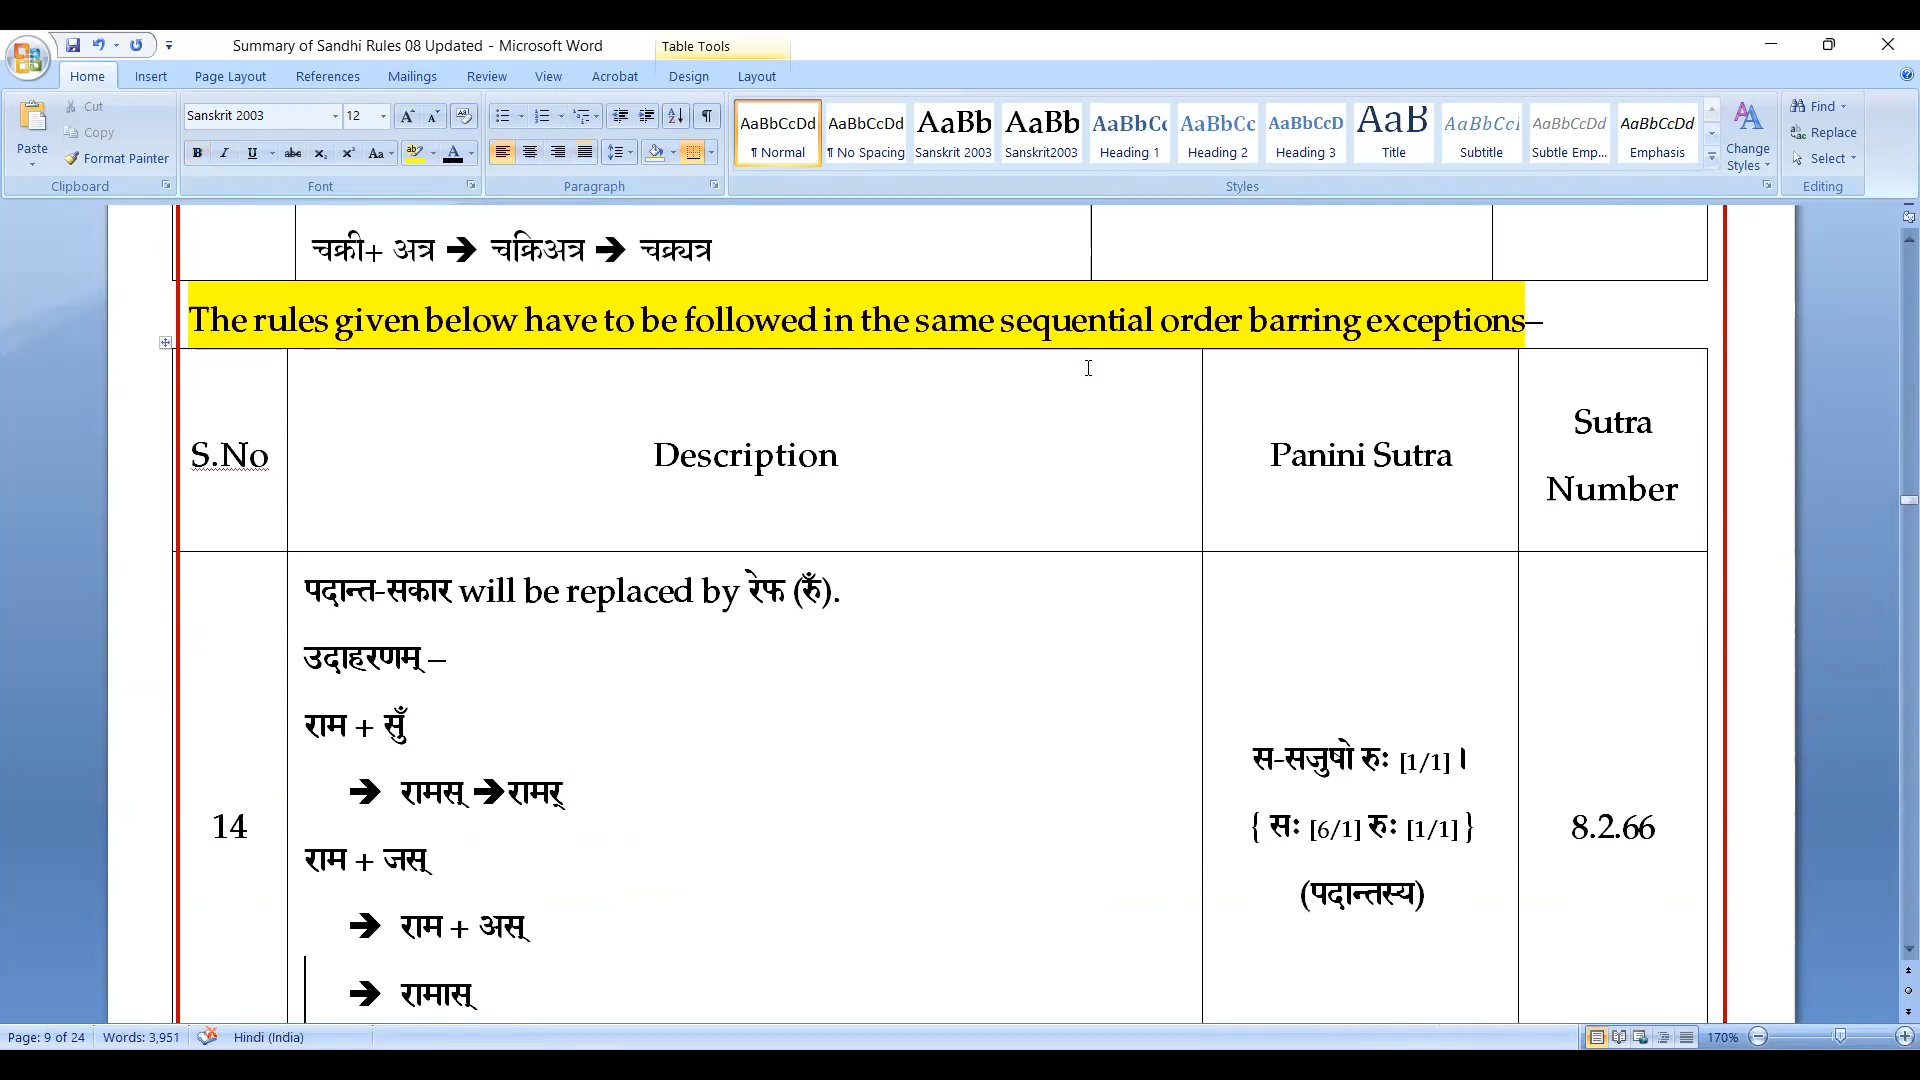 Summary of Sandhi Rules 08 Updated - Microsoft Word
Table Tools
Home Insert Page Layout References Mailings Review View Acrobat Design Layout
Paste
Cut
Copy
Format Painter
Clipboard
Sanskrit 2003 12
Font
Paragraph
AaBbCcDd AaBbCcDd AaBb AaBb AaBbCc AaBbCc AaBbCcD AaB AaBbCcI AaBbCcDd AaBbCcDd
¶ Normal ¶ No Spacing Sanskrit 2003 Sanskrit2003 Heading 1 Heading 2 Heading 3 Title Subtitle Subtle Emp... Emphasis
Styles
Change Styles
Find
Replace
Select
Editing
चक्री+ अत्र ➔ चक्रिअत्र ➔ चक्र्यत्र
The rules given below have to be followed in the same sequential order barring exceptions–
S.No Description Panini Sutra Sutra Number
14
पदान्त-सकार will be replaced by रेफ (रुँ).
उदाहरणम् –
राम + सुँ
➔ रामस् ➔रामर्
राम + जस्
➔ राम + अस्
➔ रामास्
स-सजुषो रुः [1/1] ।
{ सः [6/1] रुः [1/1] }
(पदान्तस्य)
8.2.66
Page: 9 of 24 Words: 3,951 Hindi (India) 170%